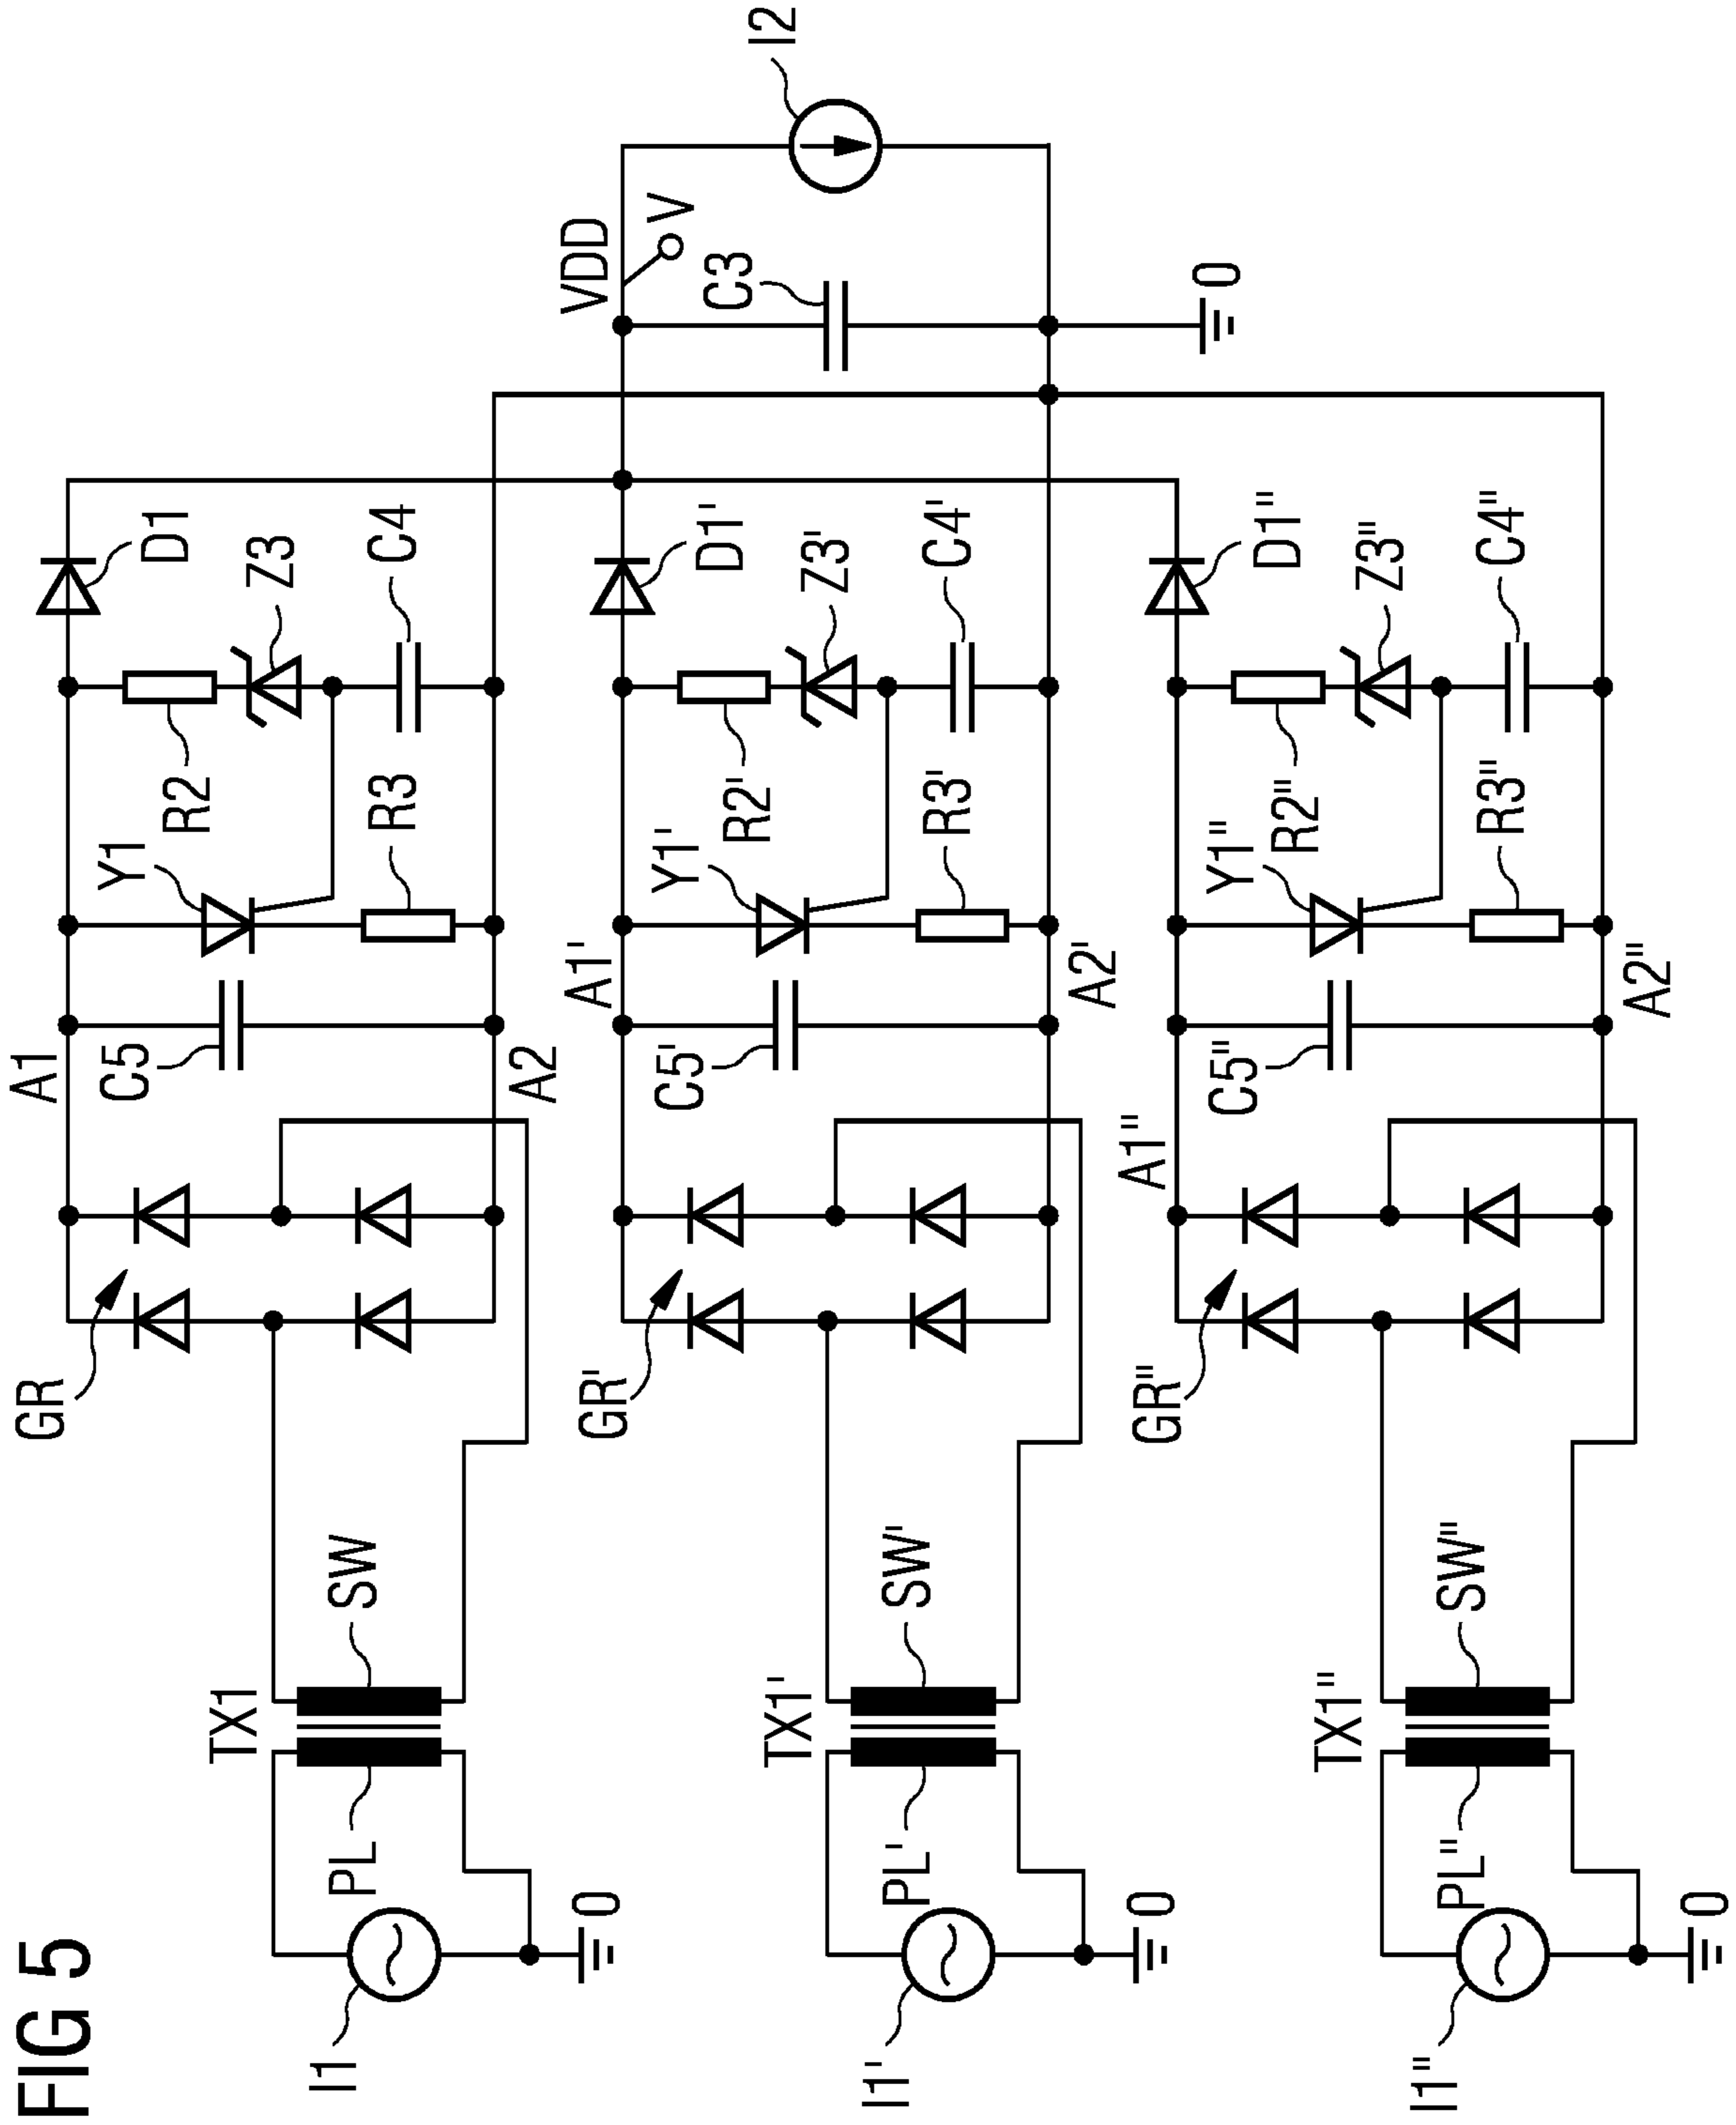 FIG 5
I1
PL
TX1
SW
GR
A1
A2
C5
Y1
R3
R2
Z3
C4
D1
I1'
PL'
TX1'
SW'
GR'
A1'
A2'
C5'
Y1'
R3'
R2'
Z3'
C4'
D1'
I1"
PL"
TX1"
SW"
GR"
A1"
A2"
C5"
Y1"
R3"
R2"
Z3"
C4"
D1"
VDD
V
C3
I2
0
0
0
0